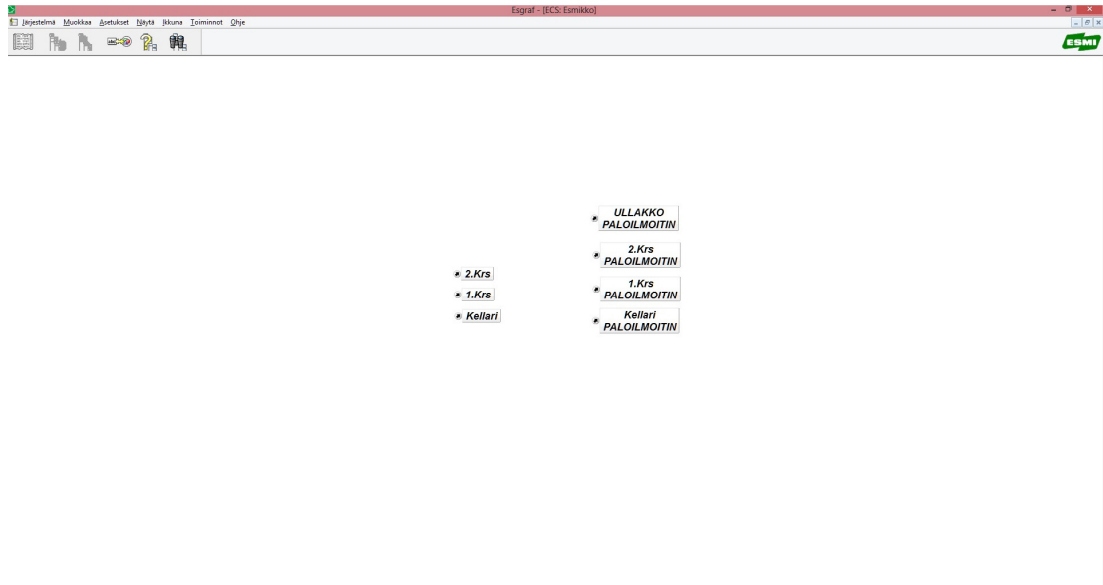 Esgraf - [ECS: Esmikko]
Järjestelmä Muokkaa Asetukset Näytä Ikkuna Toiminnot Ohje
ESMI
ULLAKKO
PALOILMOITIN
2.Krs
PALOILMOITIN
2.Krs
1.Krs
PALOILMOITIN
1.Krs
Kellari
PALOILMOITIN
Kellari